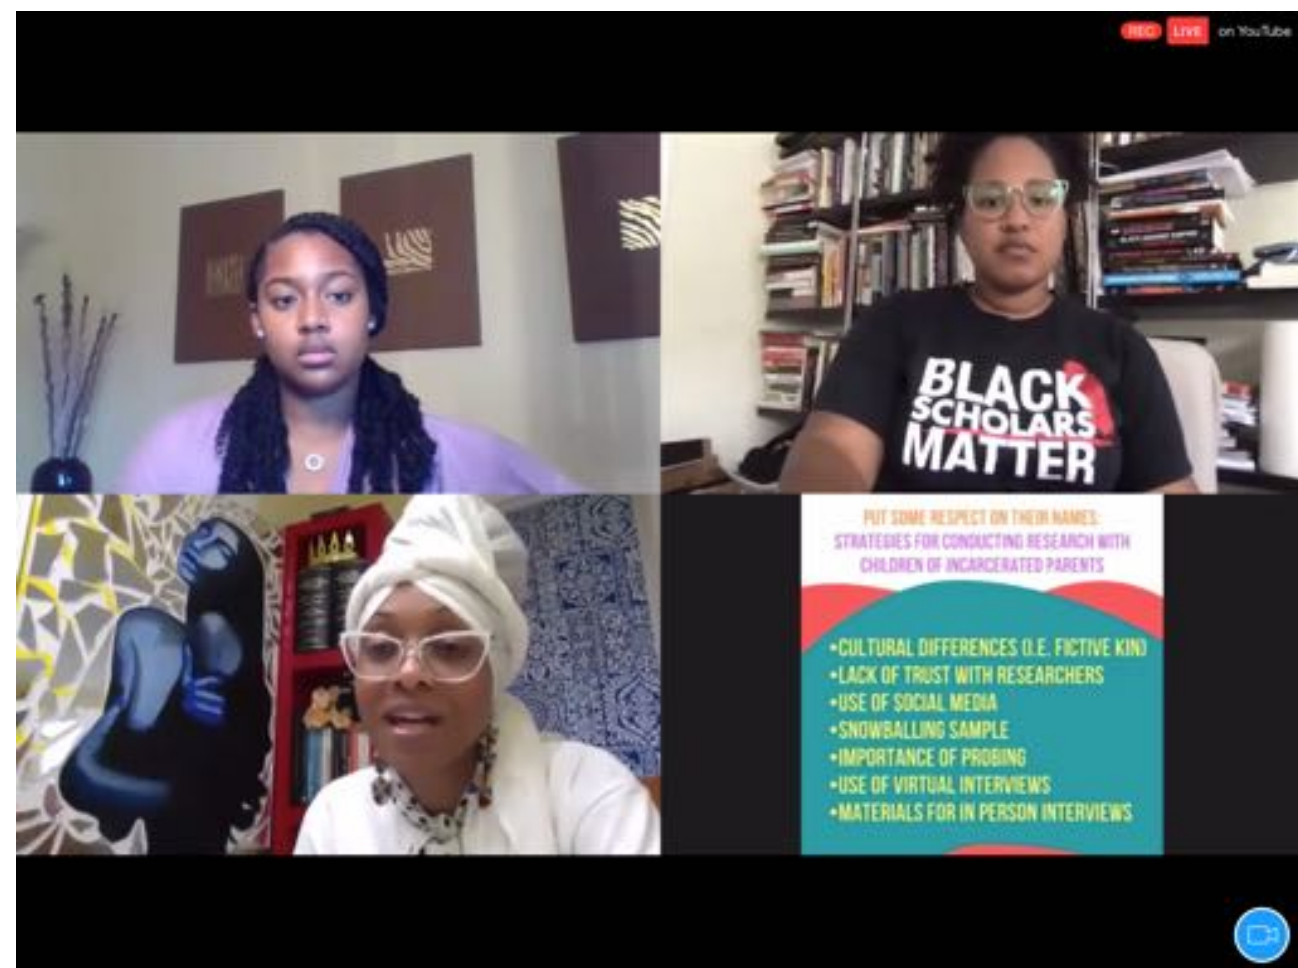 REC LIVE on YouTube
BLACK
SCHOLARS
MATTER
PUT SOME RESPECT ON THEIR NAMES:
STRATEGIES FOR CONDUCTING RESEARCH WITH
CHILDREN OF INCARCERATED PARENTS
•CULTURAL DIFFERENCES (I.E. FICTIVE KIN)
•LACK OF TRUST WITH RESEARCHERS
•USE OF SOCIAL MEDIA
•SNOWBALLING SAMPLE
•IMPORTANCE OF PROBING
•USE OF VIRTUAL INTERVIEWS
•MATERIALS FOR IN PERSON INTERVIEWS